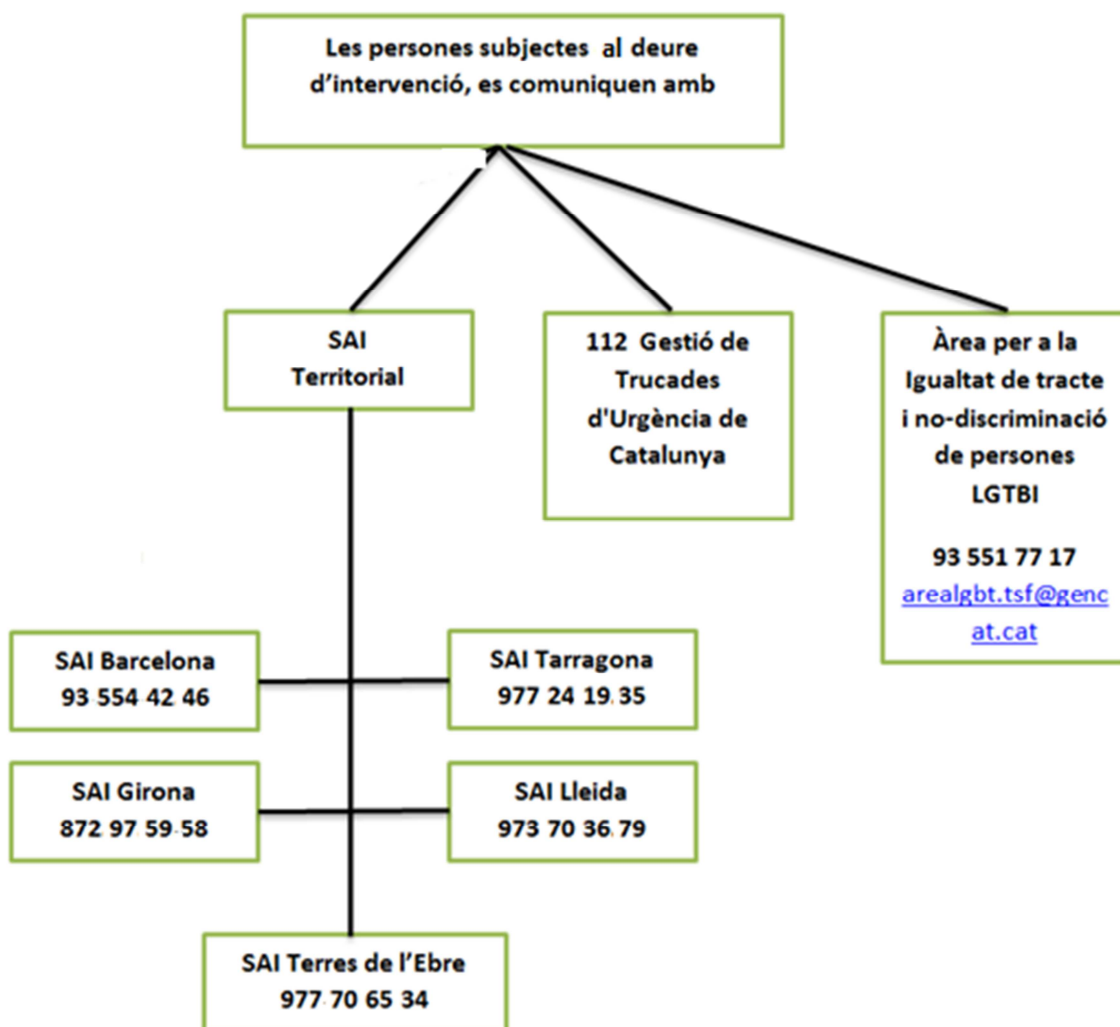 Les persones subjectes al deure
d'intervenció, es comuniquen amb
SAI
Territorial
112 Gestió de
Trucades
d'Urgència de
Catalunya
Àrea per a la
Igualtat de tracte
i no-discriminació
de persones
LGTBI
93 551 77 17
arealgbt.tsf@genc
at.cat
SAI Barcelona
93 554 42 46
SAI Tarragona
977 24 19 35
SAI Girona
872 97 59 58
SAI Lleida
973 70 36 79
SAI Terres de l'Ebre
977 70 65 34